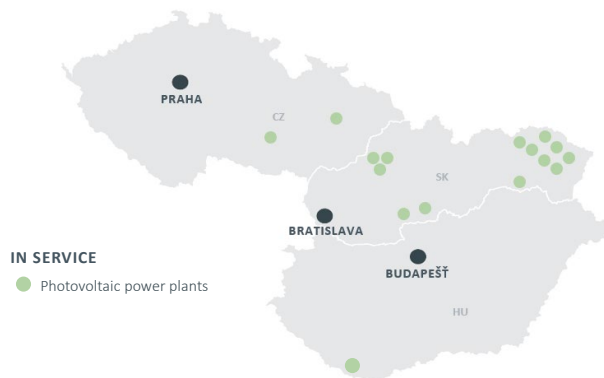 PRAHA
CZ
SK
BRATISLAVA
IN SERVICE
BUDAPEŠŤ
Photovoltaic power plants
HU